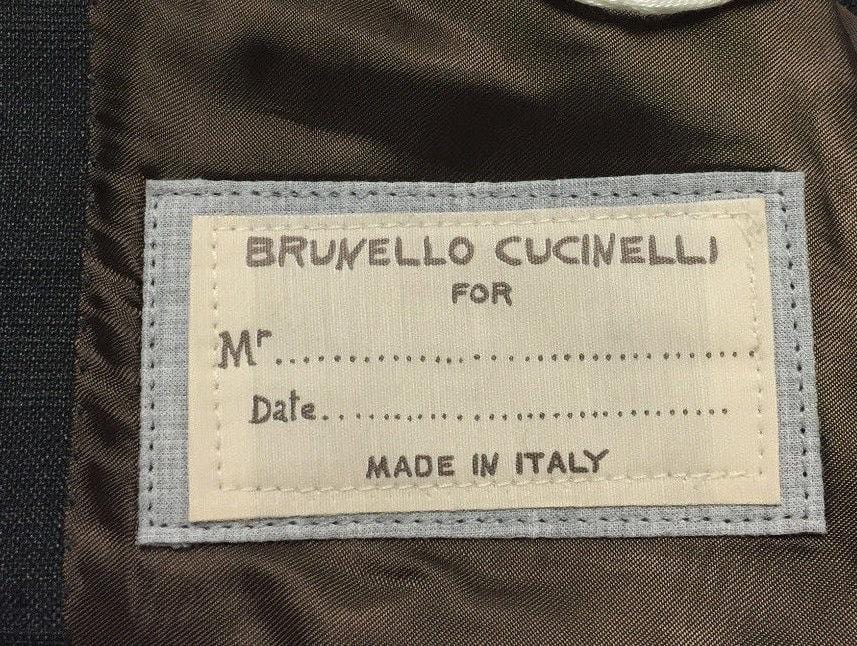 BRUNELLO CUCINELLI
FOR
Mr..............................................
Date..........................................
MADE IN ITALY